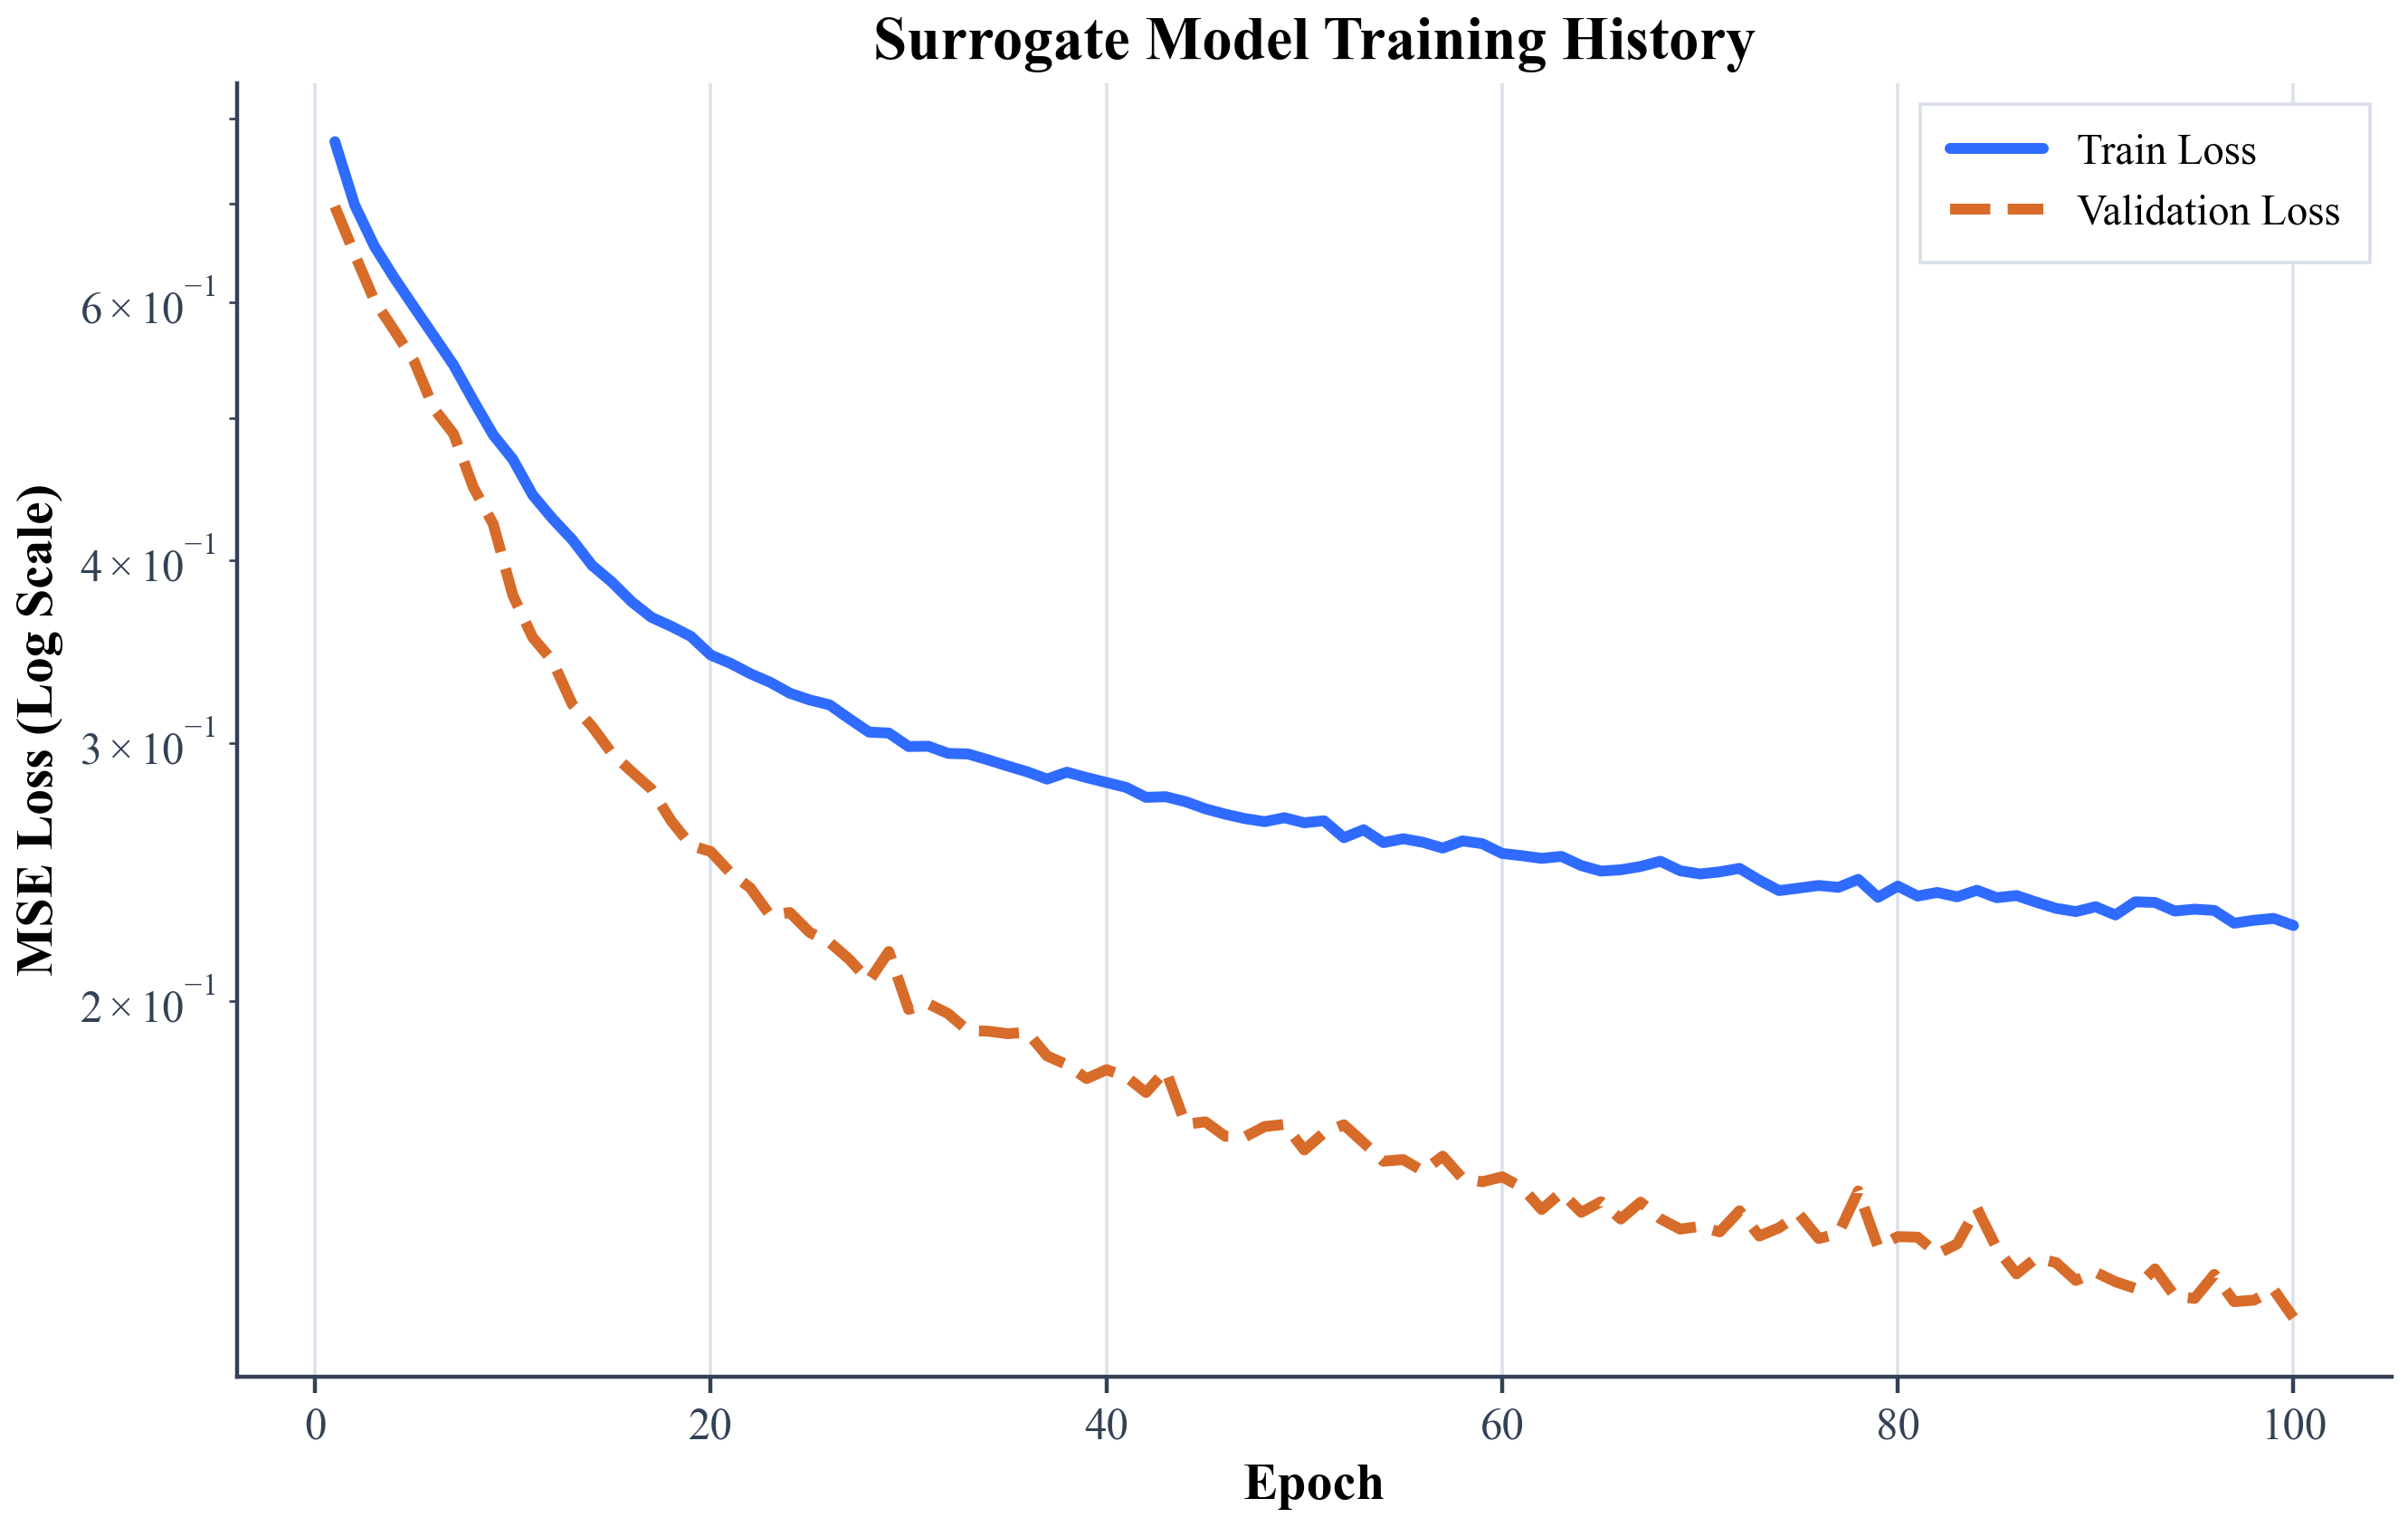 Surrogate Model Training History
Train Loss
Validation Loss
MSE Loss (Log Scale)
6 × 10⁻¹
4 × 10⁻¹
3 × 10⁻¹
2 × 10⁻¹
0 20 40 60 80 100
Epoch